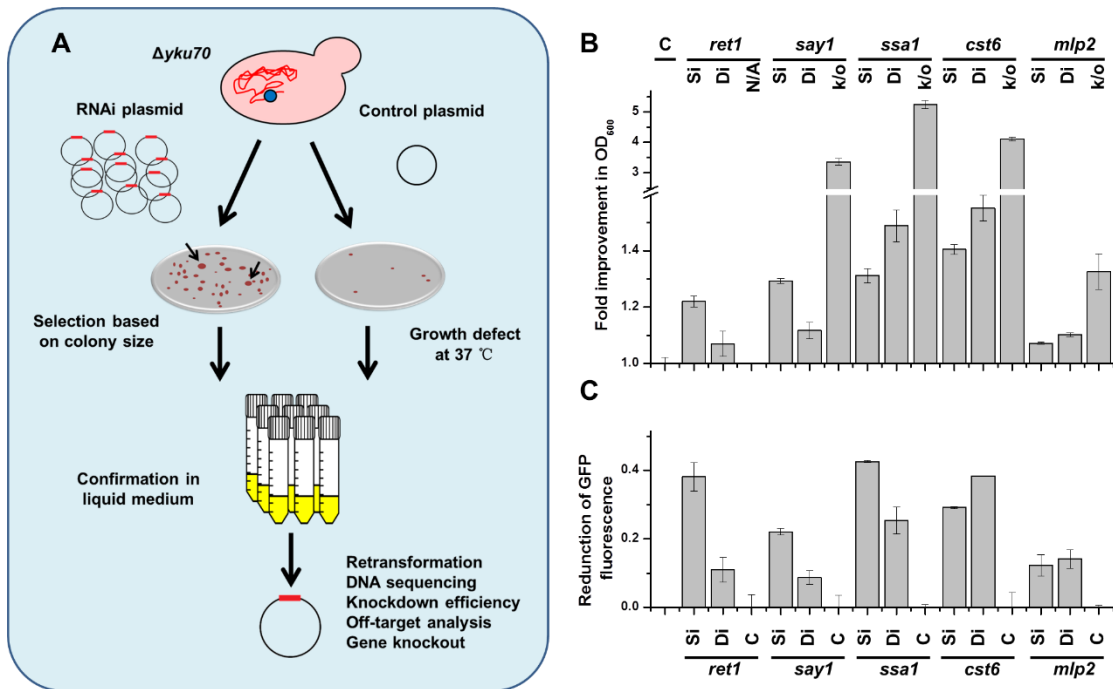 A
Δyku70
RNAi plasmid
Control plasmid
Selection based
on colony size
Growth defect
at 37 ℃
Confirmation in
liquid medium
Retransformation
DNA sequencing
Knockdown efficiency
Off-target analysis
Gene knockout
B
C ret1 say1 ssa1 cst6 mlp2
Si Di N/A Si Di k/o Si Di k/o Si Di k/o Si Di k/o
Fold improvement in OD600
5
4
3
1.4
1.2
1.0
C
Redunction of GFP
fluorescence
0.4
0.2
0.0
Si Di C Si Di C Si Di C Si Di C Si Di C
ret1 say1 ssa1 cst6 mlp2